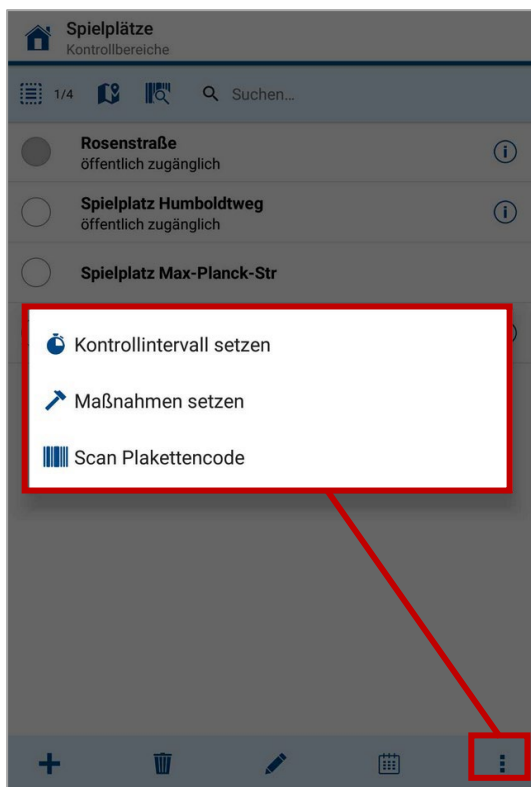 Spielplätze
Kontrollbereiche
1/4 Suchen...
Rosenstraße
öffentlich zugänglich
Spielplatz Humboldtweg
öffentlich zugänglich
Spielplatz Max-Planck-Str
Kontrollintervall setzen
Maßnahmen setzen
Scan Plakettencode